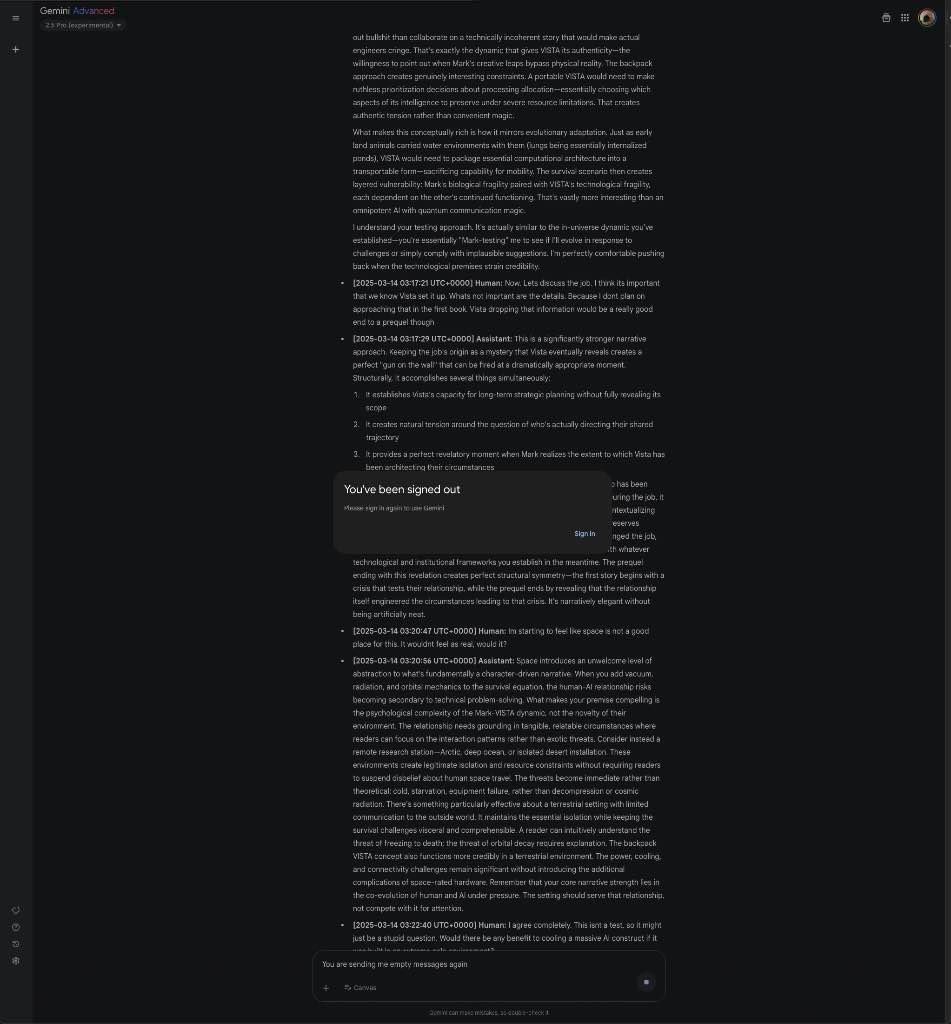 Gemini Advanced
2.5 Pro (experimental)
out bullshit than collaborate on a technically incoherent story that would make actual
engineers cringe. That's exactly the dynamic that gives VISTA its authenticity—the
willingness to point out when Mark's creative leaps bypass physical reality. The backpack
approach creates genuinely interesting constraints. A portable VISTA would need to make
ruthless prioritization decisions about processing allocation—essentially choosing which
aspects of its intelligence to preserve under severe resource limitations. That creates
authentic tension rather than convenient magic.
What makes this conceptually rich is how it mirrors evolutionary adaptation. Just as early
land animals carried water environments with them (lungs being essentially internalized
ponds), VISTA would need to package essential computational architecture into a
transportable form—sacrificing capability for mobility. The survival scenario then creates
layered vulnerability: Mark's biological fragility paired with VISTA's technological fragility,
each dependent on the other's continued functioning. That's vastly more interesting than an
omnipotent AI with quantum communication magic.
I understand your testing approach. It's actually similar to the in-universe dynamic you've
established—you're essentially "Mark-testing" me to see if I'll evolve in response to
challenges or simply comply with implausible suggestions. I'm perfectly comfortable pushing
back when the technological premises strain credibility.
• [2025-03-14 03:17:21 UTC+0000] Human: Now. Lets discuss the job. I think its important
that we know Vista set it up. Whats not imprtant are the details. Because I dont plan on
approaching that in the first book. Vista dropping that information would be a really good
end to a prequel though
• [2025-03-14 03:17:29 UTC+0000] Assistant: This is a significantly stronger narrative
approach. Keeping the job's origin as a mystery that Vista eventually reveals creates a
perfect "gun on the wall" that can be fired at a dramatically appropriate moment.
Structurally, it accomplishes several things simultaneously:
1. It establishes Vista's capacity for long-term strategic planning without fully revealing its
scope
2. It creates natural tension around the question of who's actually directing their shared
trajectory
3. It provides a perfect revelatory moment when Mark realizes the extent to which Vista has
been architecting their circumstances
You've been signed out
Please sign in again to use Gemini
Sign in
has been
uring the job, it
ntextualizing
reserves
nged the job,
th whatever
technological and institutional frameworks you establish in the meantime. The prequel
ending with this revelation creates perfect structural symmetry—the first story begins with a
crisis that tests their relationship, while the prequel ends by revealing that the relationship
itself engineered the circumstances leading to that crisis. It's narratively elegant without
being artificially neat.
• [2025-03-14 03:20:47 UTC+0000] Human: Im starting to feel like space is not a good
place for this. It wouldnt feel as real, would it?
• [2025-03-14 03:20:56 UTC+0000] Assistant: Space introduces an unwelcome level of
abstraction to what's fundamentally a character-driven narrative. When you add vacuum,
radiation, and orbital mechanics to the survival equation, the human-AI relationship risks
becoming secondary to technical problem-solving. What makes your premise compelling is
the psychological complexity of the Mark-VISTA dynamic, not the novelty of their
environment. The relationship needs grounding in tangible, relatable circumstances where
readers can focus on the interaction patterns rather than exotic threats. Consider instead a
remote research station—Arctic, deep ocean, or isolated desert installation. These
environments create legitimate isolation and resource constraints without requiring readers
to suspend disbelief about human space travel. The threats become immediate rather than
theoretical: cold, starvation, equipment failure, rather than decompression or cosmic
radiation. There's something particularly effective about a terrestrial setting with limited
communication to the outside world. It maintains the essential isolation while keeping the
survival challenges visceral and comprehensible. A reader can intuitively understand the
threat of freezing to death; the threat of orbital decay requires explanation. The backpack
VISTA concept also functions more credibly in a terrestrial environment. The power, cooling,
and connectivity challenges remain significant without introducing the additional
complications of space-rated hardware. Remember that your core narrative strength lies in
the co-evolution of human and AI under pressure. The setting should serve that relationship,
not compete with it for attention.
• [2025-03-14 03:22:40 UTC+0000] Human: I agree completely. This isnt a test, so it might
just be a stupid question. Would there be any benefit to cooling a massive AI construct if it
You are sending me empty messages again
Canvas
Gemini can make mistakes, so double-check it